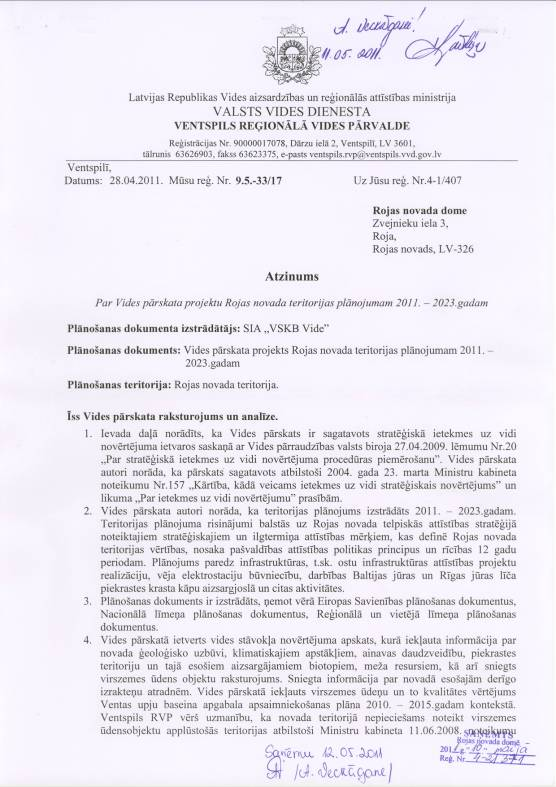 A. Veckāgane!
11.05.2011.
Latvijas Republikas Vides aizsardzības un reģionālās attīstības ministrija
VALSTS VIDES DIENESTA
VENTSPILS REĢIONĀLĀ VIDES PĀRVALDE
Reģistrācijas Nr. 90000017078, Dārzu ielā 2, Ventspilī, LV 3601,
tālrunis 63626903, fakss 63623375, e-pasts ventspils.rvp@ventspils.vvd.gov.lv
Ventspilī,
Datums: 28.04.2011. Mūsu reģ. Nr. 9.5.-33/17 Uz Jūsu reģ. Nr.4-1/407
Rojas novada dome
Zvejnieku iela 3,
Roja,
Rojas novads, LV-326
Atzinums
Par Vides pārskata projektu Rojas novada teritorijas plānojumam 2011. – 2023.gadam
Plānošanas dokumenta izstrādātājs: SIA „VSKB Vide”
Plānošanas dokuments: Vides pārskata projekts Rojas novada teritorijas plānojumam 2011. –
2023.gadam
Plānošanas teritorija: Rojas novada teritorija.
Īss Vides pārskata raksturojums un analīze.
1. Ievada daļā norādīts, ka Vides pārskats ir sagatavots stratēģiskā ietekmes uz vidi
novērtējuma ietvaros saskaņā ar Vides pārraudzības valsts biroja 27.04.2009. lēmumu Nr.20
„Par stratēģiskā ietekmes uz vidi novērtējuma procedūras piemērošanu”. Vides pārskata
autori norāda, ka pārskats sagatavots atbilstoši 2004. gada 23. marta Ministru kabineta
noteikumu Nr.157 „Kārtība, kādā veicams ietekmes uz vidi stratēģiskais novērtējums” un
likuma „Par ietekmes uz vidi novērtējumu” prasībām.
2. Vides pārskata autori norāda, ka teritorijas plānojums izstrādāts 2011. – 2023.gadam.
Teritorijas plānojuma risinājumi balstās uz Rojas novada telpiskās attīstības stratēģijā
noteiktajiem stratēģiskajiem un ilgtermiņa attīstības mērķiem, kas definē Rojas novada
teritorijas vērtības, nosaka pašvaldības attīstības politikas principus un rīcības 12 gadu
periodam. Plānojums paredz infrastruktūras, t.sk. ostu infrastruktūras attīstības projektu
realizāciju, vēja elektrostaciju būvniecību, darbības Baltijas jūras un Rīgas jūras līča
piekrastes krasta kāpu aizsargjoslā un citas aktivitātes.
3. Plānošanas dokuments ir izstrādāts, ņemot vērā Eiropas Savienības plānošanas dokumentus,
Nacionālā līmeņa plānošanas dokumentus, Reģionālā un vietējā līmeņa plānošanas
dokumentus.
4. Vides pārskatā ietverts vides stāvokļa novērtējuma apskats, kurā iekļauta informācija par
novada ģeoloģisko uzbūvi, klimatiskajiem apstākļiem, ainavas daudzveidību, piekrastes
teritoriju un tajā esošiem aizsargājamiem biotopiem, meža resursiem, kā arī sniegts
virszemes ūdens objektu raksturojums. Sniegta informācija par novadā esošajām derīgo
izrakteņu atradnēm. Vides pārskatā iekļauts virszemes ūdeņu un to kvalitātes vērtējums
Ventas upju baseina apgabala apsaimniekošanas plāna 2010. – 2015.gadam kontekstā.
Ventspils RVP vērš uzmanību, ka novada teritorijā nepieciešams noteikt virszemes
ūdensobjektu applūstošās teritorijas atbilstoši Ministru kabineta 11.06.2008. noteikumu
SAŅEMTS
Rojas novada domē
Reģ. Nr.
Saņēmu 12.05.2011
/A. Veckāgane/